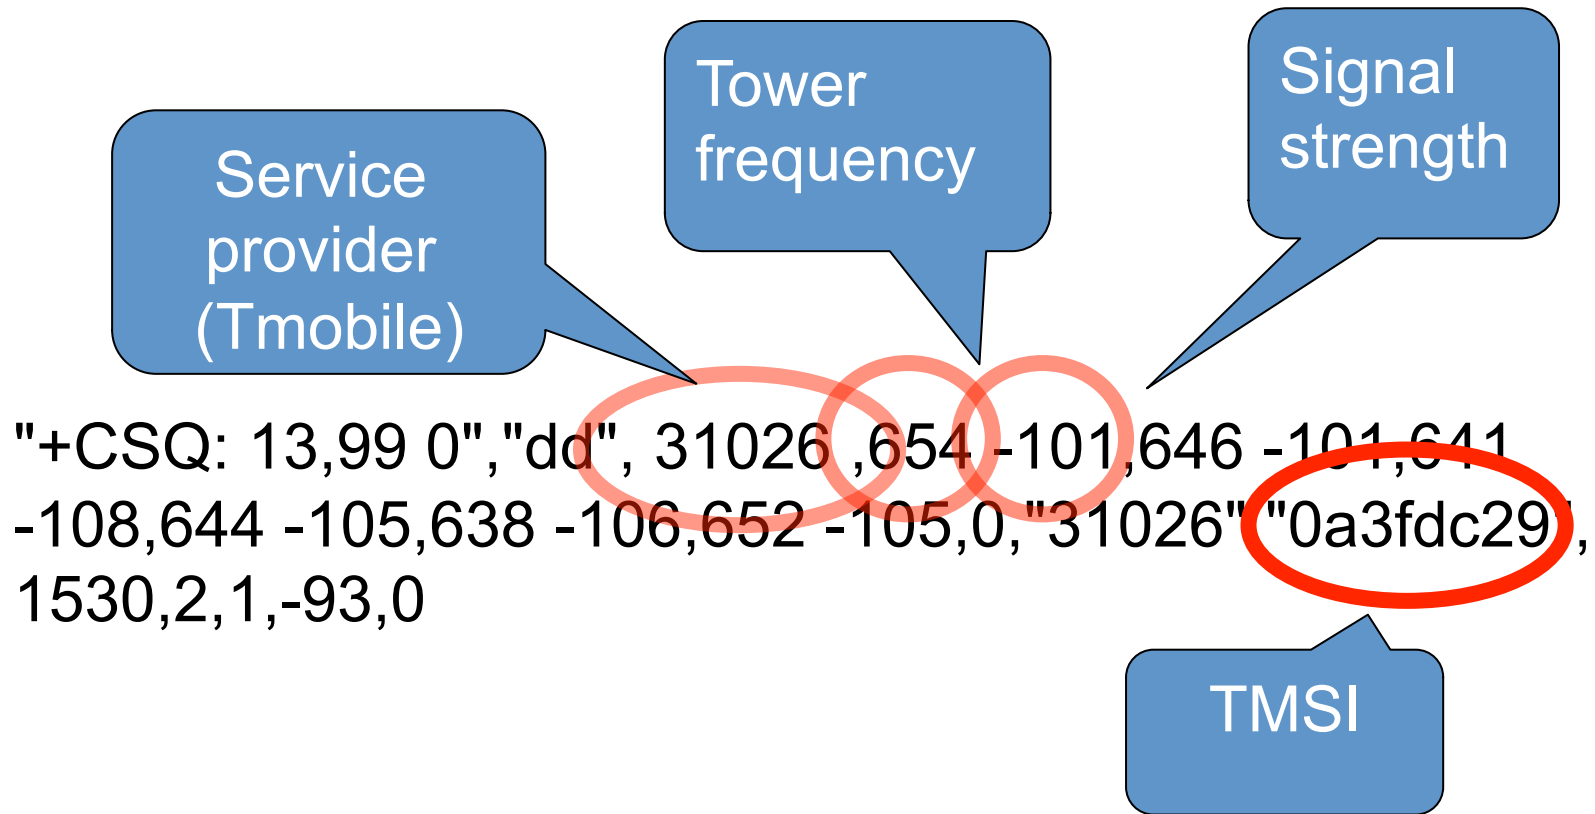 Service
provider
(Tmobile)
Tower
frequency
Signal
strength
"+CSQ: 13,99 0","dd", 31026 ,654 -101,646 -101,641
-108,644 -105,638 -106,652 -105,0,"31026","0a3fdc29",
1530,2,1,-93,0
TMSI